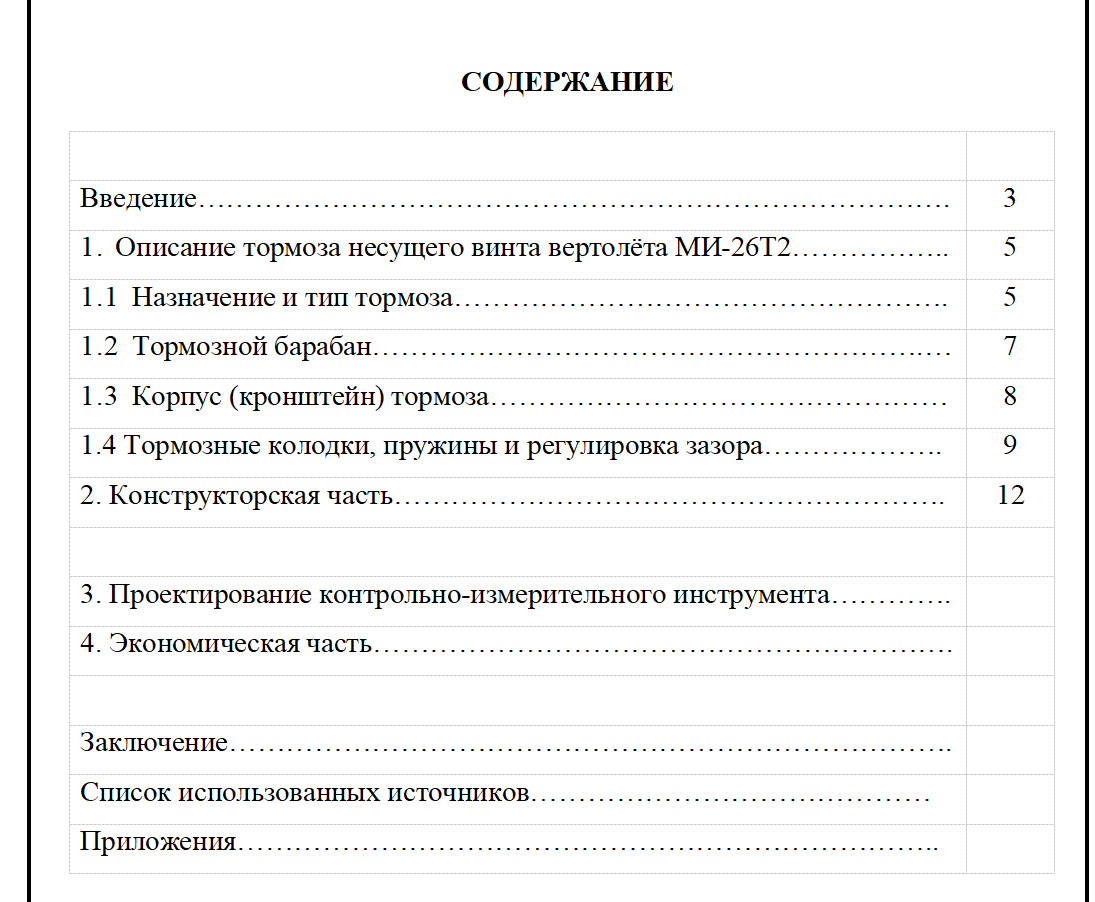 СОДЕРЖАНИЕ
Введение……………………………………………………………………. 3
1. Описание тормоза несущего винта вертолёта МИ-26Т2…………….. 5
1.1 Назначение и тип тормоза……………………………………………. 5
1.2 Тормозной барабан…………………………………………………… 7
1.3 Корпус (кронштейн) тормоза………………………………………… 8
1.4 Тормозные колодки, пружины и регулировка зазора………………. 9
2. Конструкторская часть…………………………………………………. 12
3. Проектирование контрольно-измерительного инструмента………….
4. Экономическая часть…………………………………………………….
Заключение………………………………………………………………….
Список использованных источников……………………………………
Приложения………………………………………………………………..